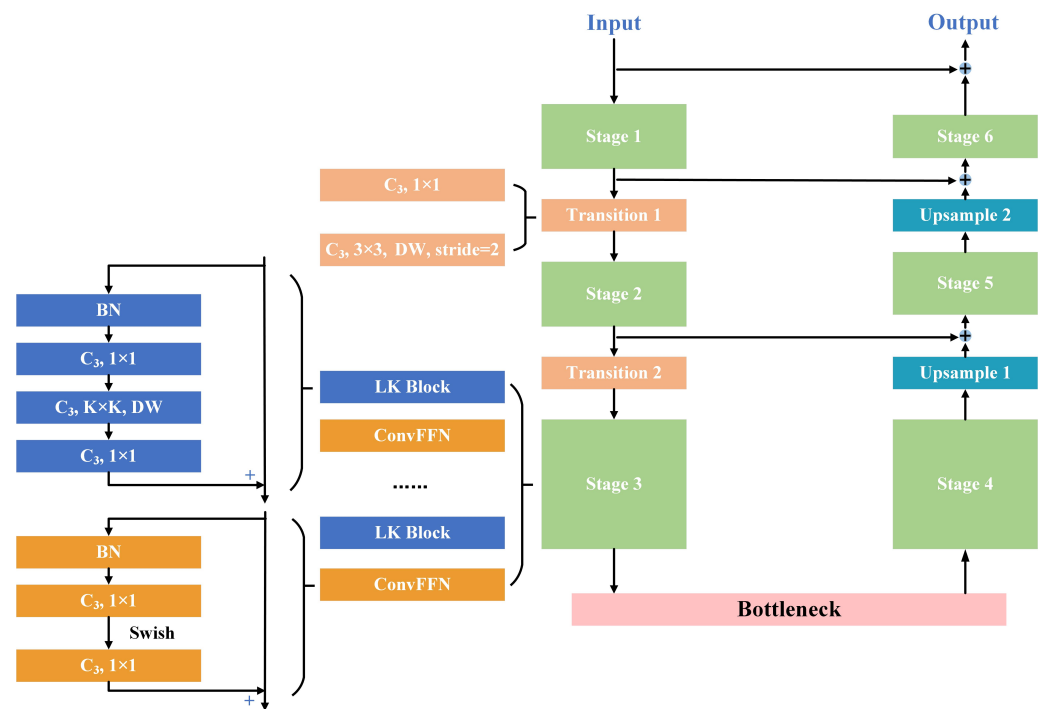 Input
Output
+
Stage 1
Stage 6
C₃, 1×1
+
Transition 1
Upsample 2
C₃, 3×3, DW, stride=2
Stage 2
Stage 5
BN
+
C₃, 1×1
LK Block
Transition 2
Upsample 1
C₃, K×K, DW
ConvFFN
C₃, 1×1
+
......
Stage 3
Stage 4
LK Block
BN
ConvFFN
C₃, 1×1
Bottleneck
Swish
C₃, 1×1
+